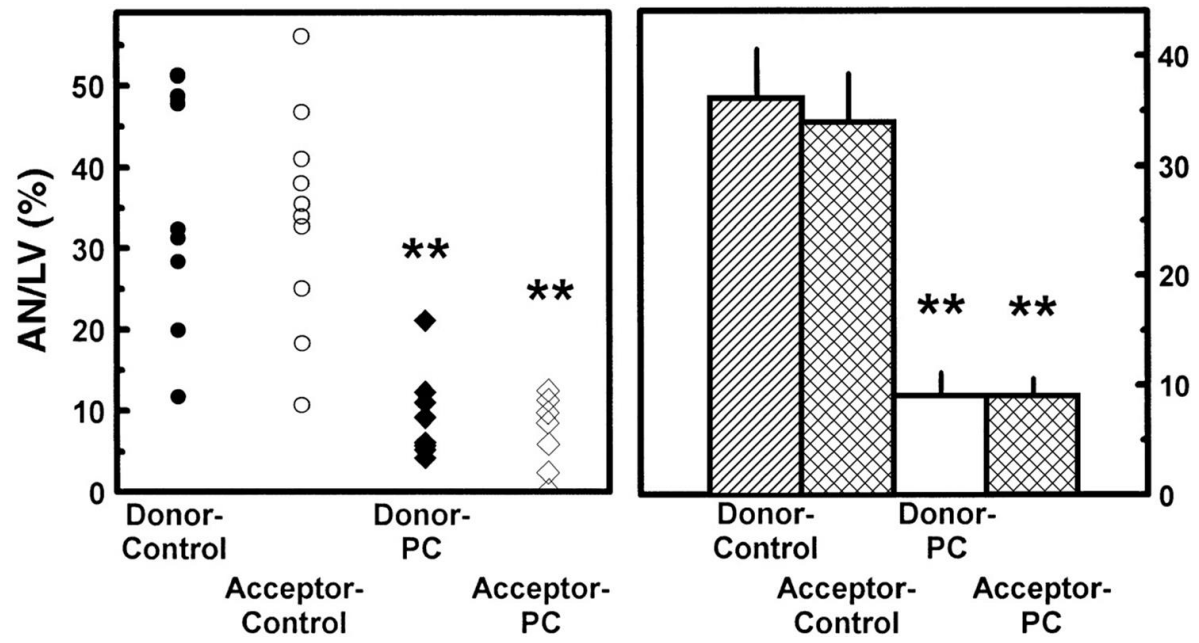 AN/LV (%)
50
40
30
20
10
0
**
**
Donor-
Control
Acceptor-
Control
Donor-
PC
Acceptor-
PC
40
30
20
10
0
**
**
Donor-
Control
Acceptor-
Control
Donor-
PC
Acceptor-
PC